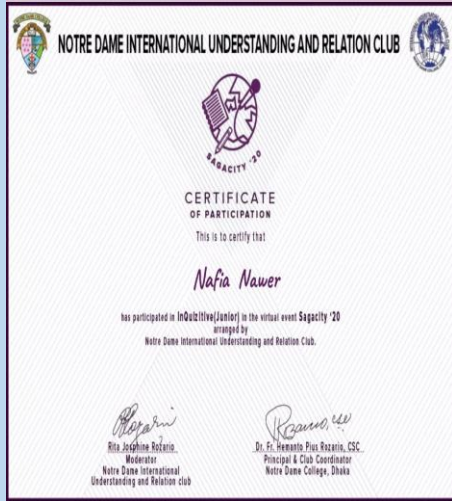 NOTRE DAME INTERNATIONAL UNDERSTANDING AND RELATION CLUB
SAGACITY '20
CERTIFICATE
OF PARTICIPATION
This is to certify that
Nafia Nawer
has participated in InQuizitive(Junior) in the virtual event Sagacity '20
arranged by
Notre Dame International Understanding and Relation Club.
Rita Josphine Rozario
Moderator
Notre Dame International
Understanding and Relation club
Dr. Fr. Hemanto Pius Rozario, CSC
Principal & Club Coordinator
Notre Dame College, Dhaka